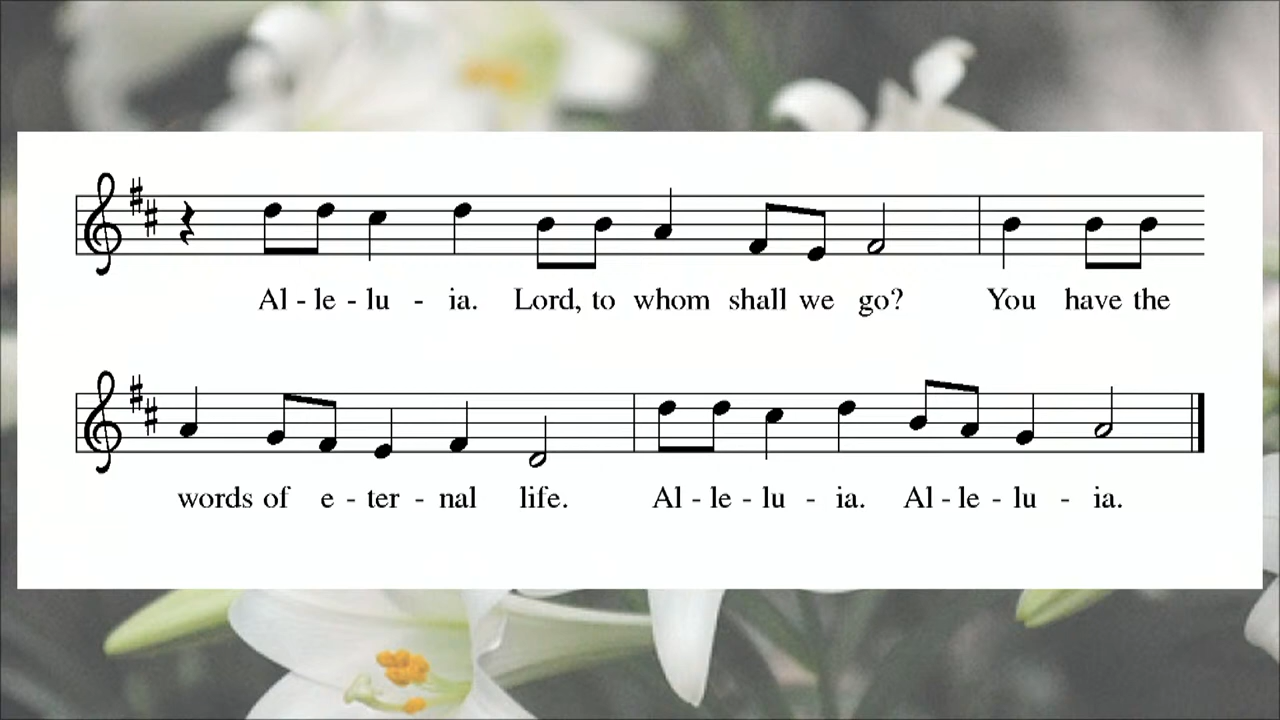 Al - le - lu - ia. Lord, to whom shall we go? You have the
words of e - ter - nal life. Al - le - lu - ia. Al - le - lu - ia.